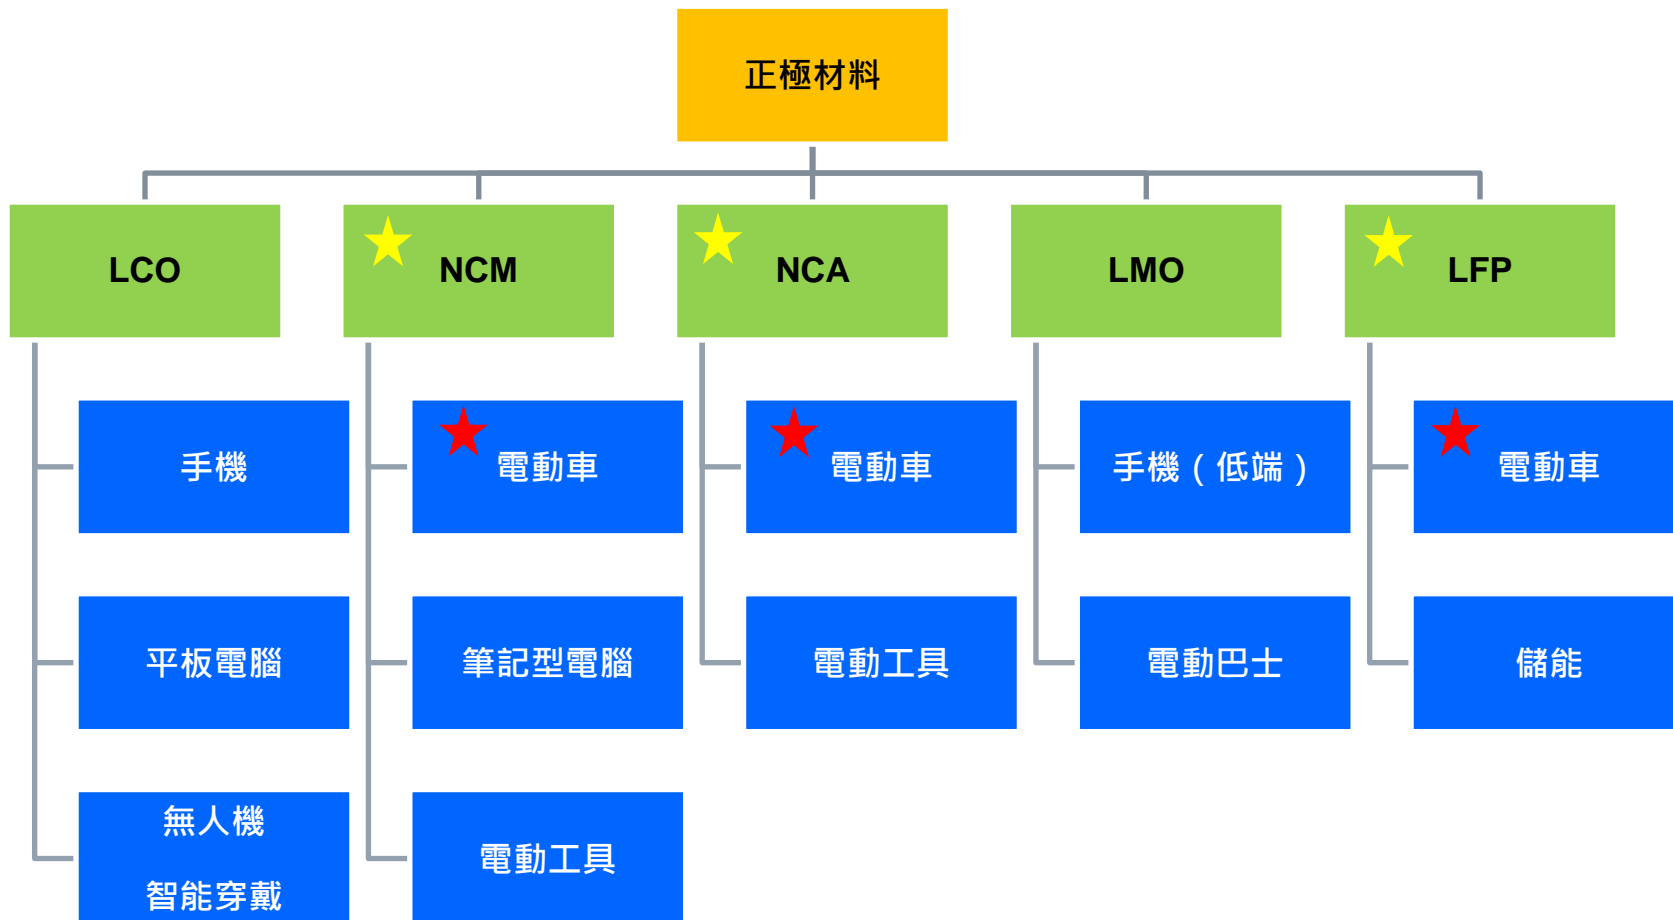 正極材料
LCO
NCM
NCA
LMO
LFP
手機
電動車
電動車
手機（低端）
電動車
平板電腦
筆記型電腦
電動工具
電動巴士
儲能
無人機
智能穿戴
電動工具